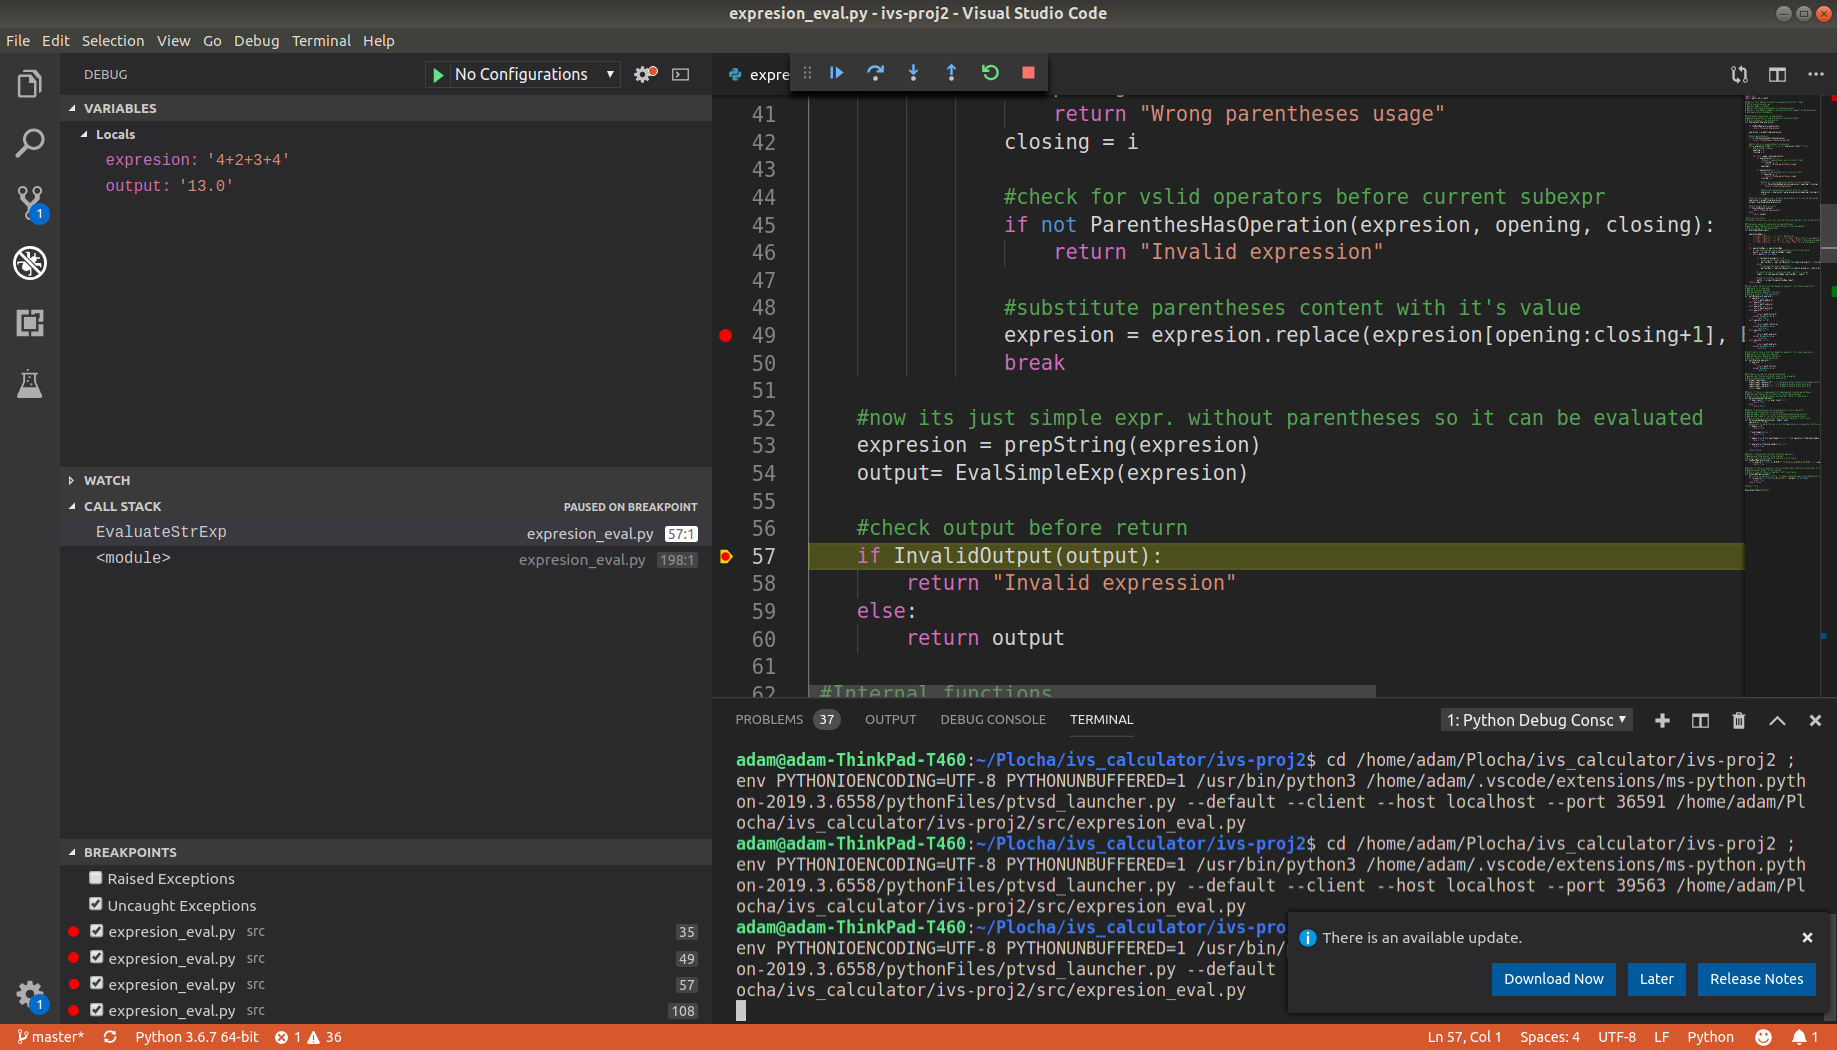 expresion_eval.py - ivs-proj2 - Visual Studio Code
File Edit Selection View Go Debug Terminal Help
DEBUG
No Configurations
VARIABLES
Locals
expresion: '4+2+3+4'
output: '13.0'
WATCH
CALL STACK PAUSED ON BREAKPOINT
EvaluateStrExp expresion_eval.py 57:1
<module> expresion_eval.py 198:1
BREAKPOINTS
Raised Exceptions
Uncaught Exceptions
expresion_eval.py src 35
expresion_eval.py src 49
expresion_eval.py src 57
expresion_eval.py src 108
1
1
expre
41 return "Wrong parentheses usage"
42 closing = i
43
44 #check for vslid operators before current subexpr
45 if not ParenthesHasOperation(expresion, opening, closing):
46 return "Invalid expression"
47
48 #substitute parentheses content with it's value
49 expresion = expresion.replace(expresion[opening:closing+1],
50 break
51
52 #now its just simple expr. without parentheses so it can be evaluated
53 expresion = prepString(expresion)
54 output= EvalSimpleExp(expresion)
55
56 #check output before return
57 if InvalidOutput(output):
58 return "Invalid expression"
59 else:
60 return output
61
62 #Internal functions
PROBLEMS 37 OUTPUT DEBUG CONSOLE TERMINAL 1: Python Debug Consc
adam@adam-ThinkPad-T460:~/Plocha/ivs_calculator/ivs-proj2$ cd /home/adam/Plocha/ivs_calculator/ivs-proj2 ;
env PYTHONIOENCODING=UTF-8 PYTHONUNBUFFERED=1 /usr/bin/python3 /home/adam/.vscode/extensions/ms-python.pyth
on-2019.3.6558/pythonFiles/ptvsd_launcher.py --default --client --host localhost --port 36591 /home/adam/Pl
ocha/ivs_calculator/ivs-proj2/src/expresion_eval.py
adam@adam-ThinkPad-T460:~/Plocha/ivs_calculator/ivs-proj2$ cd /home/adam/Plocha/ivs_calculator/ivs-proj2 ;
env PYTHONIOENCODING=UTF-8 PYTHONUNBUFFERED=1 /usr/bin/python3 /home/adam/.vscode/extensions/ms-python.pyth
on-2019.3.6558/pythonFiles/ptvsd_launcher.py --default --client --host localhost --port 39563 /home/adam/Pl
ocha/ivs_calculator/ivs-proj2/src/expresion_eval.py
adam@adam-ThinkPad-T460:~/Plocha/ivs_calculator/ivs-pro
env PYTHONIOENCODING=UTF-8 PYTHONUNBUFFERED=1 /usr/bin/
on-2019.3.6558/pythonFiles/ptvsd_launcher.py --default
ocha/ivs_calculator/ivs-proj2/src/expresion_eval.py
There is an available update.
Download Now Later Release Notes
master* Python 3.6.7 64-bit 1 36 Ln 57, Col 1 Spaces: 4 UTF-8 LF Python 1